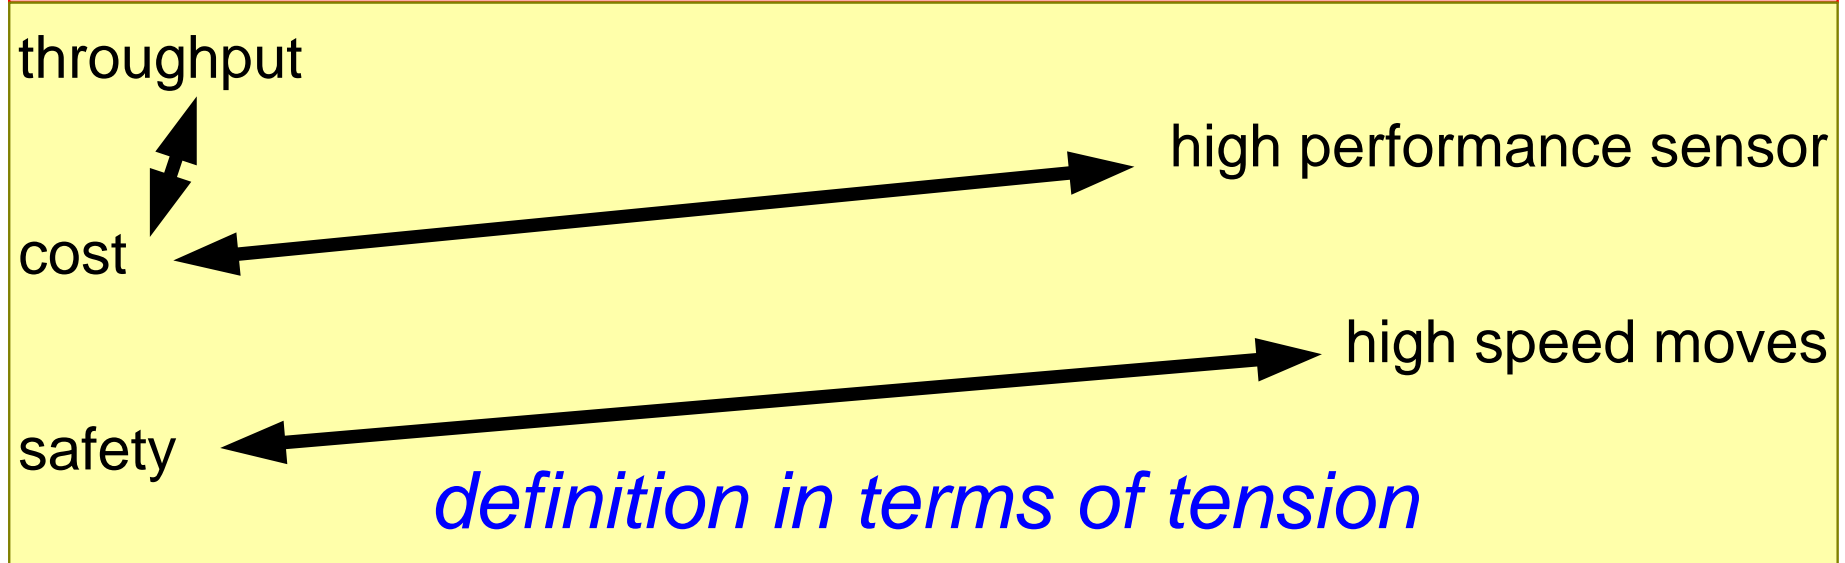 throughput
high performance sensor
cost
high speed moves
safety
definition in terms of tension